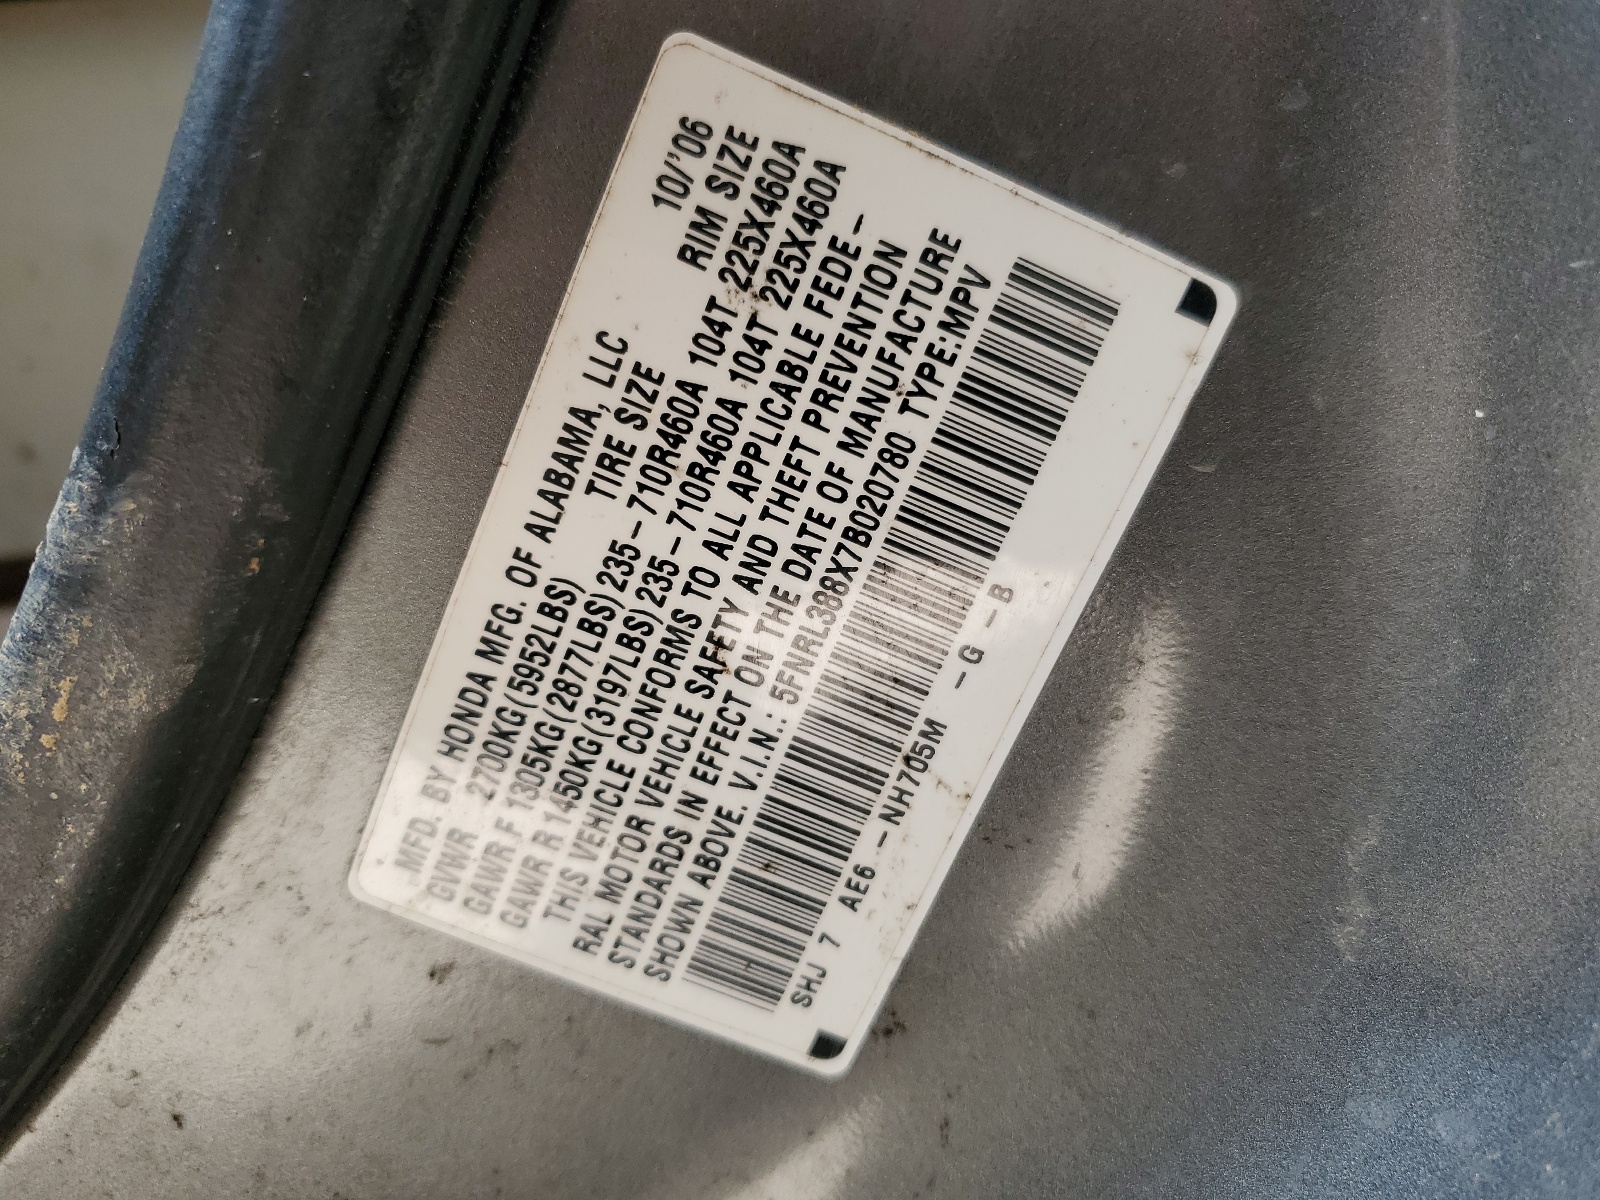 MFD. BY HONDA MFG. OF ALABAMA, LLC 10/'06
GVWR 2700KG(5952LBS) TIRE SIZE RIM SIZE
GAWR F 1305KG(2877LBS)235-710R460A 104T 225X460A
GAWR R 1450KG(3197LBS)235-710R460A 104T 225X460A
THIS VEHICLE CONFORMS TO ALL APPLICABLE FEDE-
RAL MOTOR VEHICLE SAFETY AND THEFT PREVENTION
STANDARDS IN EFFECT ON THE DATE OF MANUFACTURE
SHOWN ABOVE. V.I.N.: 5FNRL388X7B020780 TYPE:MPV
SHJ 7 AE6 -NH705M -G -B